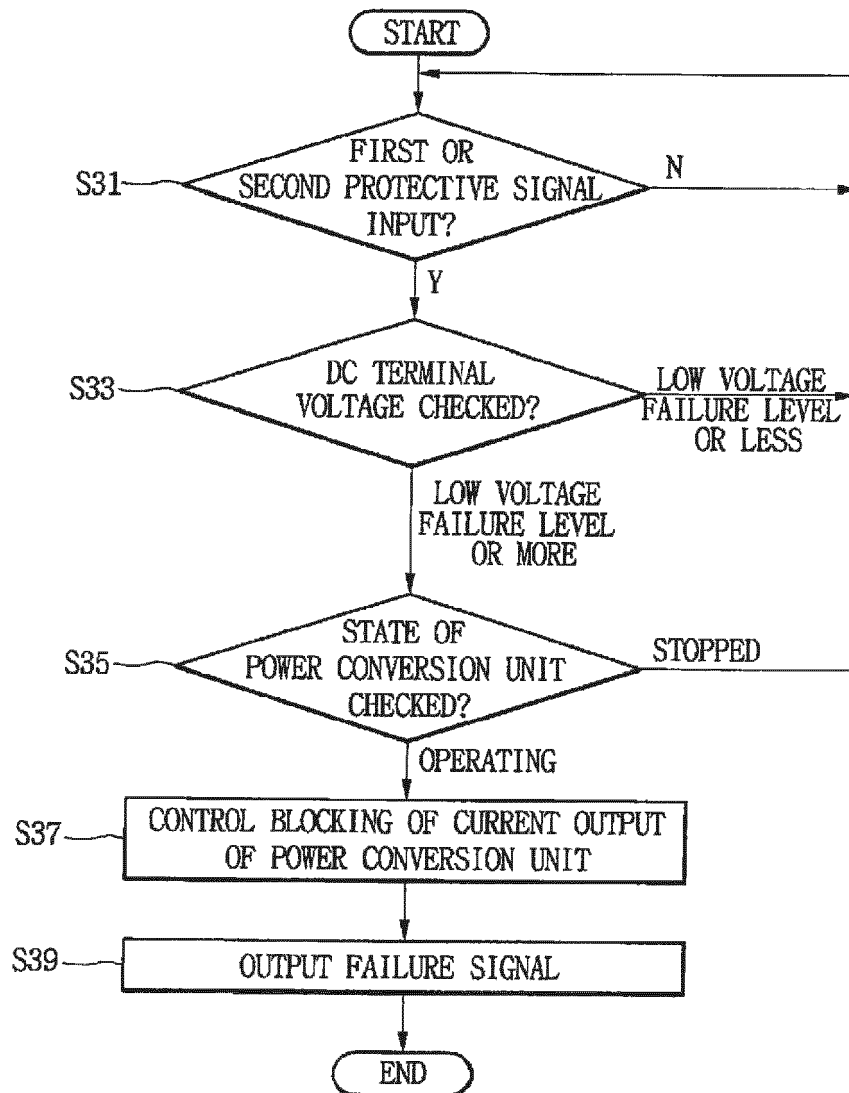 START
FIRST OR
SECOND PROTECTIVE SIGNAL
INPUT?
S31
N
Y
DC TERMINAL
VOLTAGE CHECKED?
S33
LOW VOLTAGE
FAILURE LEVEL
OR LESS
LOW VOLTAGE
FAILURE LEVEL
OR MORE
STATE OF
POWER CONVERSION UNIT
CHECKED?
S35
STOPPED
OPERATING
S37
CONTROL BLOCKING OF CURRENT OUTPUT
OF POWER CONVERSION UNIT
S39
OUTPUT FAILURE SIGNAL
END